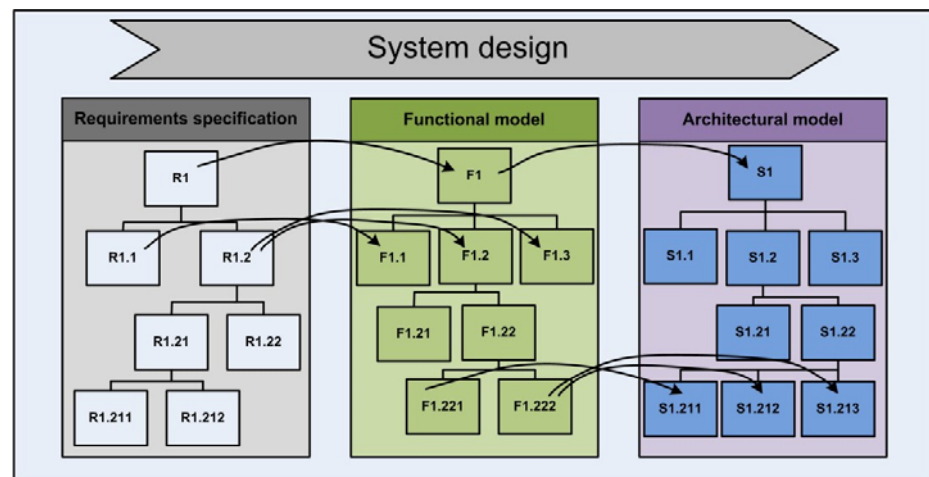 System design
Requirements specification
Functional model
Architectural model
R1
F1
S1
R1.1
R1.2
F1.1
F1.2
F1.3
S1.1
S1.2
S1.3
R1.21
R1.22
F1.21
F1.22
S1.21
S1.22
R1.211
R1.212
F1.221
F1.222
S1.211
S1.212
S1.213